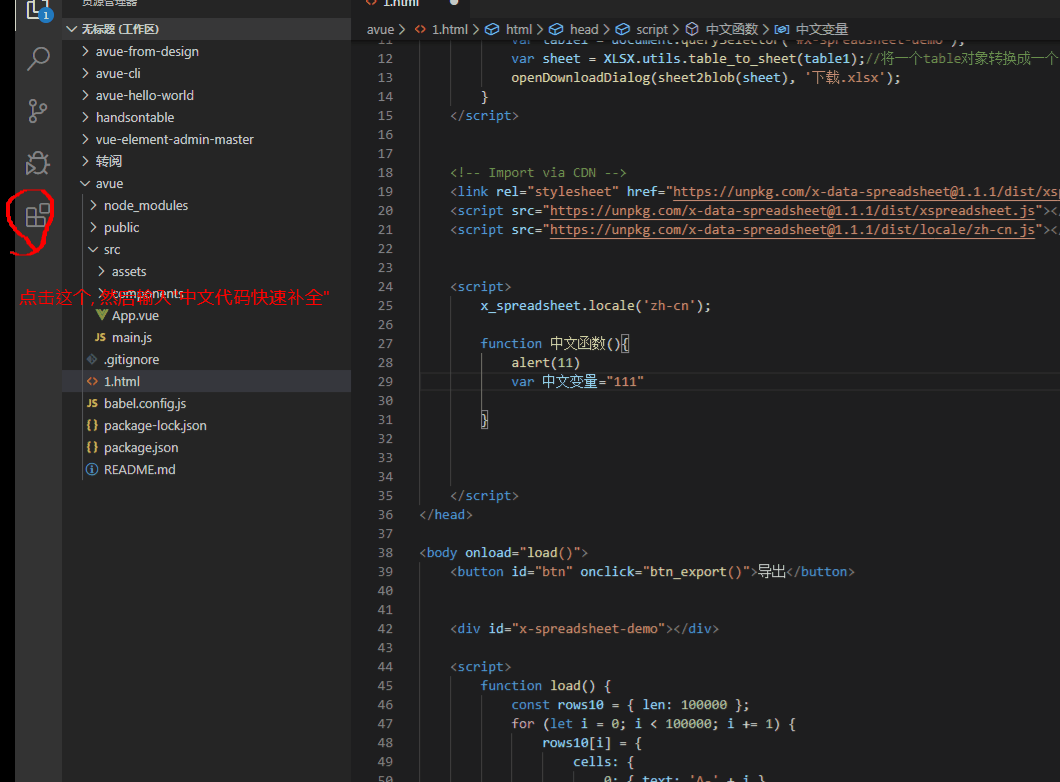 资源管理器
1
无标题 (工作区)
avue-from-design
avue-cli
avue-hello-world
handsontable
vue-element-admin-master
转阅
avue
node_modules
public
src
assets
components
点击这个, 然后输入"中文代码快速补全"
App.vue
JS main.js
.gitignore
<> 1.html
JS babel.config.js
{} package-lock.json
{} package.json
README.md
<> 1.html
avue > <> 1.html > html > head > script > 中文函数 > 中文变量
11 var table1 = document.querySelector("#x-spreadsheet-demo");
12 var sheet = XLSX.utils.table_to_sheet(table1);//将一个table对象转换成一个
13 openDownloadDialog(sheet2blob(sheet), '下载.xlsx');
14 }
15 </script>
16
17
18 <!-- Import via CDN -->
19 <link rel="stylesheet" href="https://unpkg.com/x-data-spreadsheet@1.1.1/dist/xsp
20 <script src="https://unpkg.com/x-data-spreadsheet@1.1.1/dist/xspreadsheet.js"></
21 <script src="https://unpkg.com/x-data-spreadsheet@1.1.1/dist/locale/zh-cn.js"></
22
23
24 <script>
25 x_spreadsheet.locale('zh-cn');
26
27 function 中文函数(){
28 alert(11)
29 var 中文变量="111"
30
31 }
32
33
34
35 </script>
36 </head>
37
38 <body onload="load()">
39 <button id="btn" onclick="btn_export()">导出</button>
40
41
42 <div id="x-spreadsheet-demo"></div>
43
44 <script>
45 function load() {
46 const rows10 = { len: 100000 };
47 for (let i = 0; i < 100000; i += 1) {
48 rows10[i] = {
49 cells: {
50 0: { text: 'A-' + i }